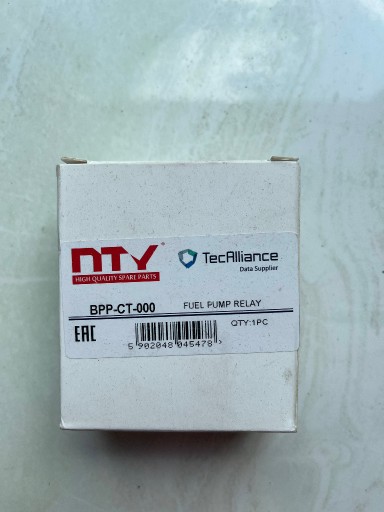 NTY
HIGH QUALITY SPARE PARTS
TecAlliance
Data Supplier
BPP-CT-000
FUEL PUMP RELAY
EAC
QTY:1PC
5 902048 045478 >